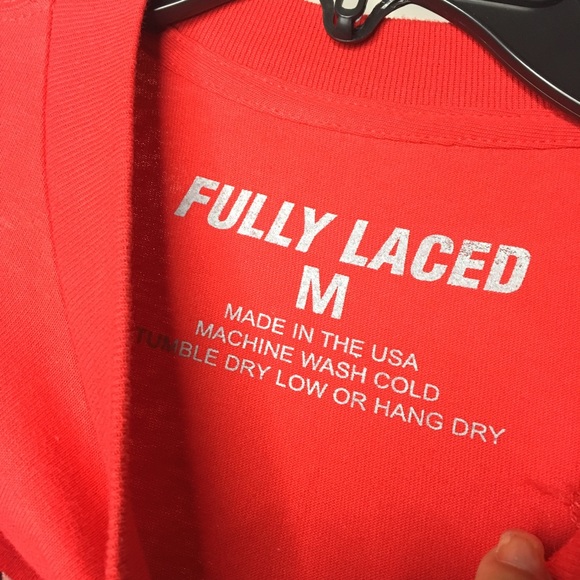 FULLY LACED
M
MADE IN THE USA
MACHINE WASH COLD
TUMBLE DRY LOW OR HANG DRY